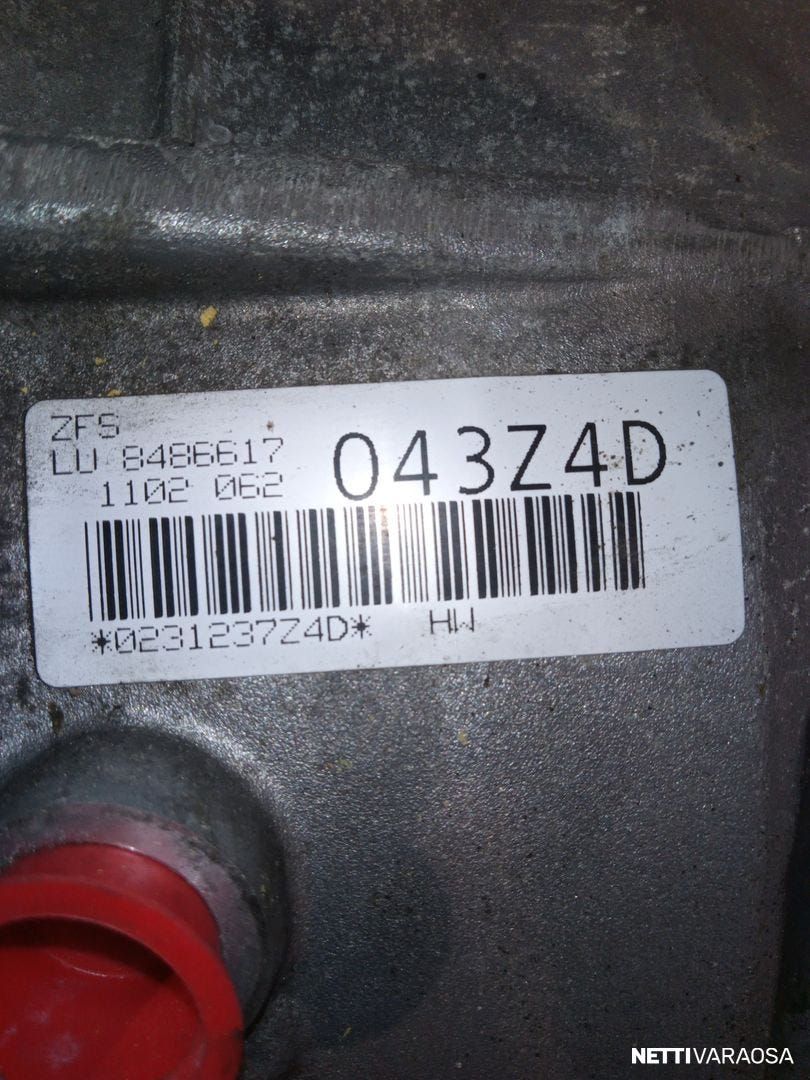 ZFS
LU 8486617
1102 062
043Z4D
*0231237Z4D* HW
NETTIVARAOSA